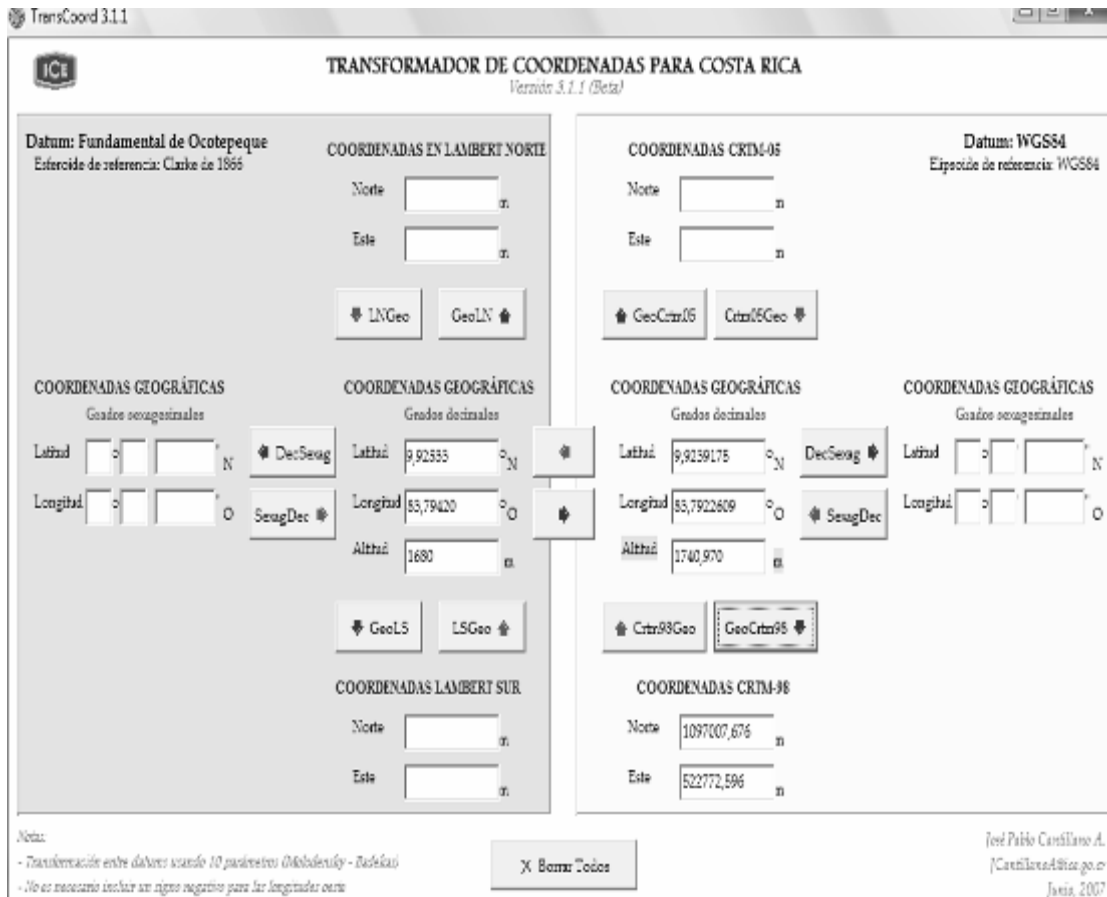 TransCoord 3.1.1
ICE
TRANSFORMADOR DE COORDENADAS PARA COSTA RICA
Versión 3.1.1 (Beta)
Datum: Fundamental de Ocotepeque
Esferoide de referencia: Clarke de 1866
COORDENADAS EN LAMBERT NORTE
Norte m
Este m
LNGeo GeoLN
COORDENADAS GEOGRÁFICAS
Grados sexagesimales
Latitud ° ' " N
Longitud ° ' " O
DecSexag
SexagDec
COORDENADAS GEOGRÁFICAS
Grados decimales
Latitud 9,92533 °N
Longitud 83,79420 °O
Altitud 1680 m
GeoLS LSGeo
COORDENADAS LAMBERT SUR
Norte m
Este m
COORDENADAS CRTM-05
Norte m
Este m
Datum: WGS84
Elipsoide de referencia: WGS84
GeoCrtm05 Crtm05Geo
COORDENADAS GEOGRÁFICAS
Grados decimales
Latitud 9,9239175 °N
Longitud 83,7922609 °O
Altitud 1740,970 m
DecSexag
SexagDec
COORDENADAS GEOGRÁFICAS
Grados sexagesimales
Latitud ° ' " N
Longitud ° ' " O
Crtm98Geo GeoCrtm98
COORDENADAS CRTM-98
Norte 1097007,676 m
Este 522772,596 m
Notas:
- Transformación entre datums usando 10 parámetros (Molodensky - Badekas)
- No es necesario incluir un signo negativo para las longitudes oeste
X Borrar Todos
José Pablo Cantillano A.
JCantillanoA@ice.go.cr
Junio, 2007